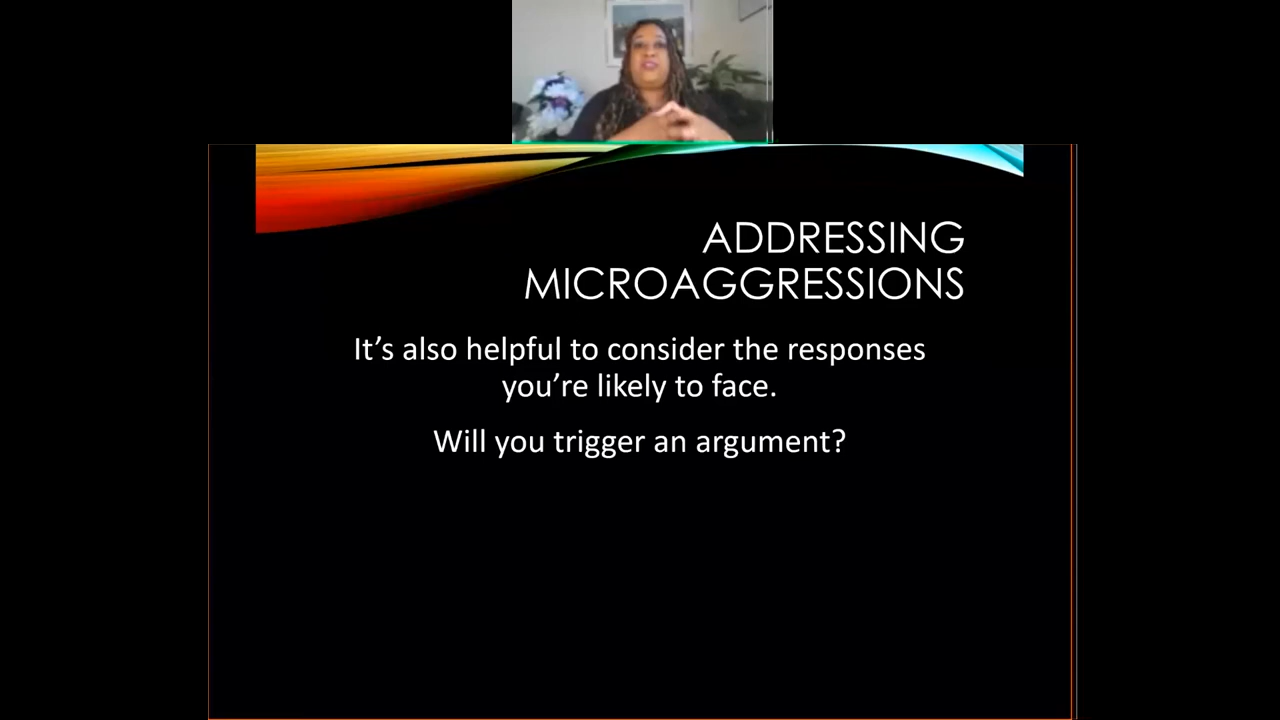 ADDRESSING
MICROAGGRESSIONS
It’s also helpful to consider the responses
you’re likely to face.
Will you trigger an argument?